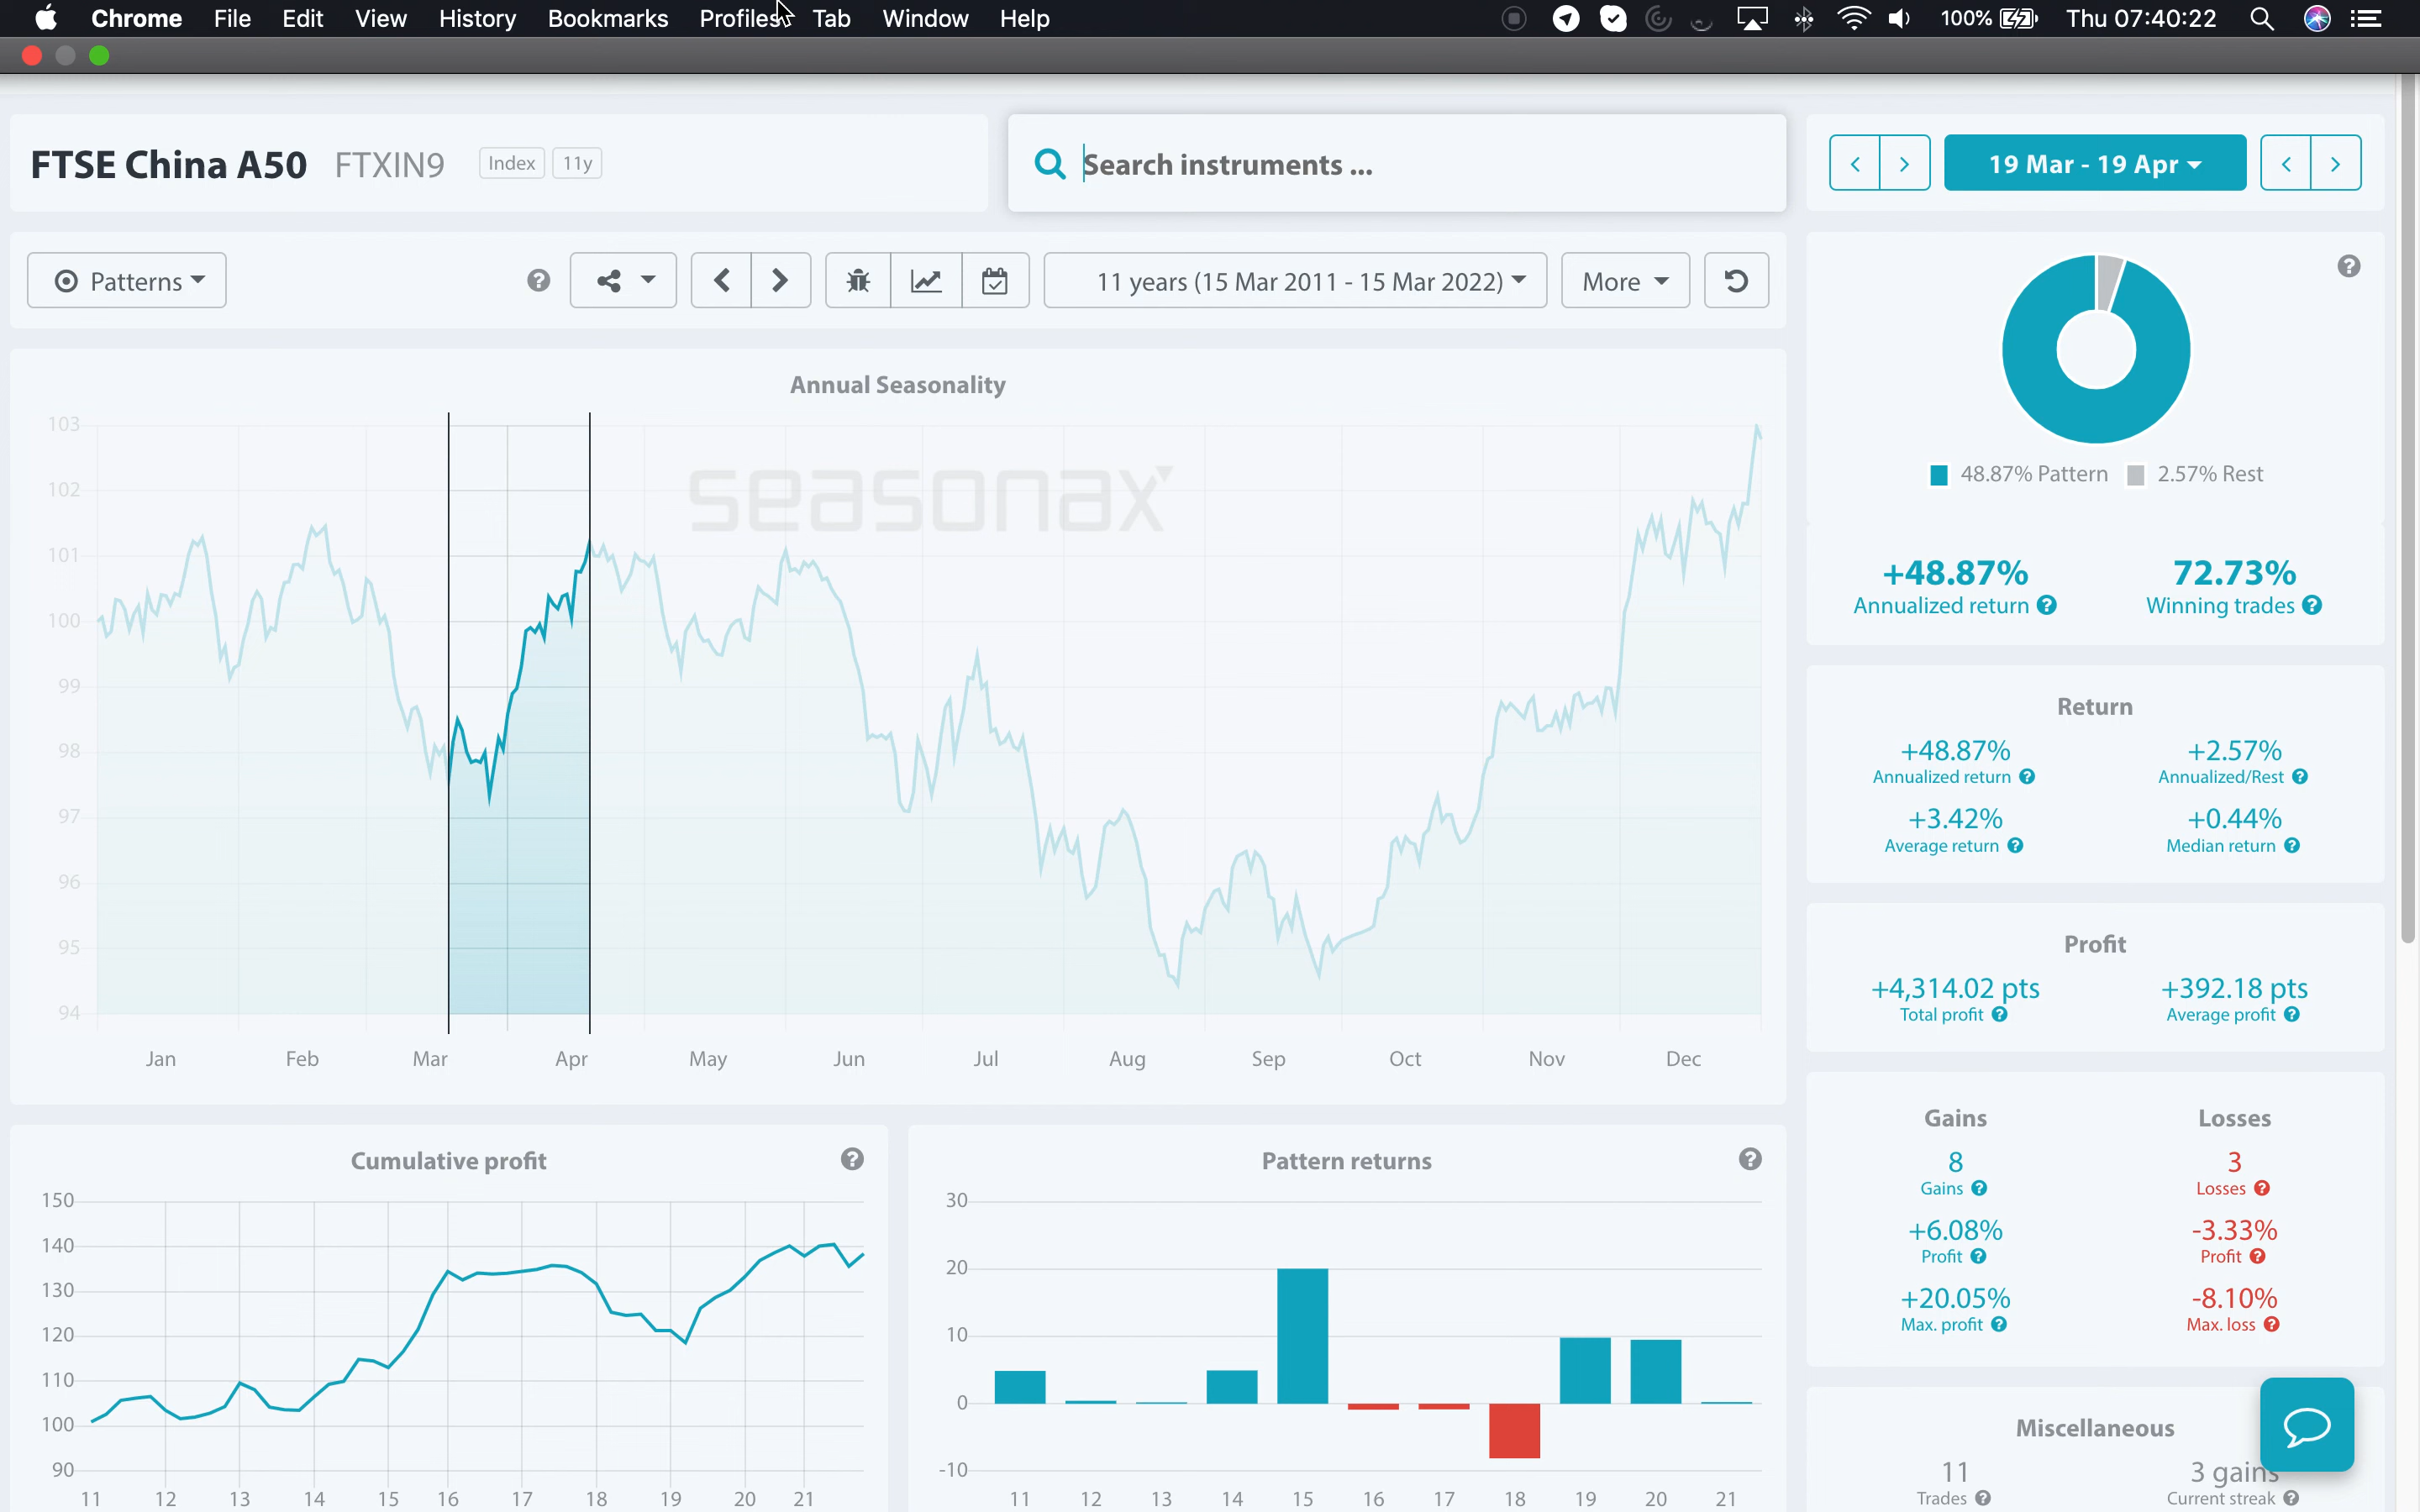 Chrome File Edit View History Bookmarks Profiles Tab Window Help 100% Thu 07:40:22
FTSE China A50 FTXIN9 Index 11y
Search instruments ...
19 Mar - 19 Apr
Patterns
11 years (15 Mar 2011 - 15 Mar 2022)
More
Annual Seasonality
seasonax
103
102
101
100
99
98
97
96
95
94
Jan Feb Mar Apr May Jun Jul Aug Sep Oct Nov Dec
48.87% Pattern 2.57% Rest
+48.87% 72.73%
Annualized return Winning trades
Return
+48.87% +2.57%
Annualized return Annualized/Rest
+3.42% +0.44%
Average return Median return
Profit
+4,314.02 pts +392.18 pts
Total profit Average profit
Gains Losses
8 3
Gains Losses
+6.08% -3.33%
Profit Profit
+20.05% -8.10%
Max. profit Max. loss
Miscellaneous
11 3 gains
Trades Current streak
Cumulative profit
150
140
130
120
110
100
90
11 12 13 14 15 16 17 18 19 20 21
Pattern returns
30
20
10
0
-10
11 12 13 14 15 16 17 18 19 20 21